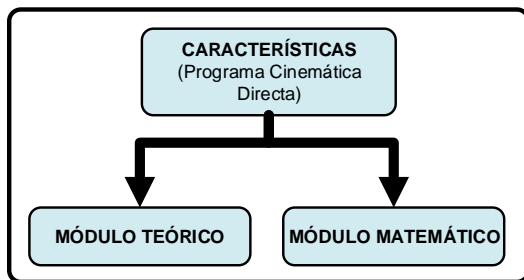 CARACTERÍSTICAS
(Programa Cinemática
Directa)
MÓDULO TEÓRICO
MÓDULO MATEMÁTICO